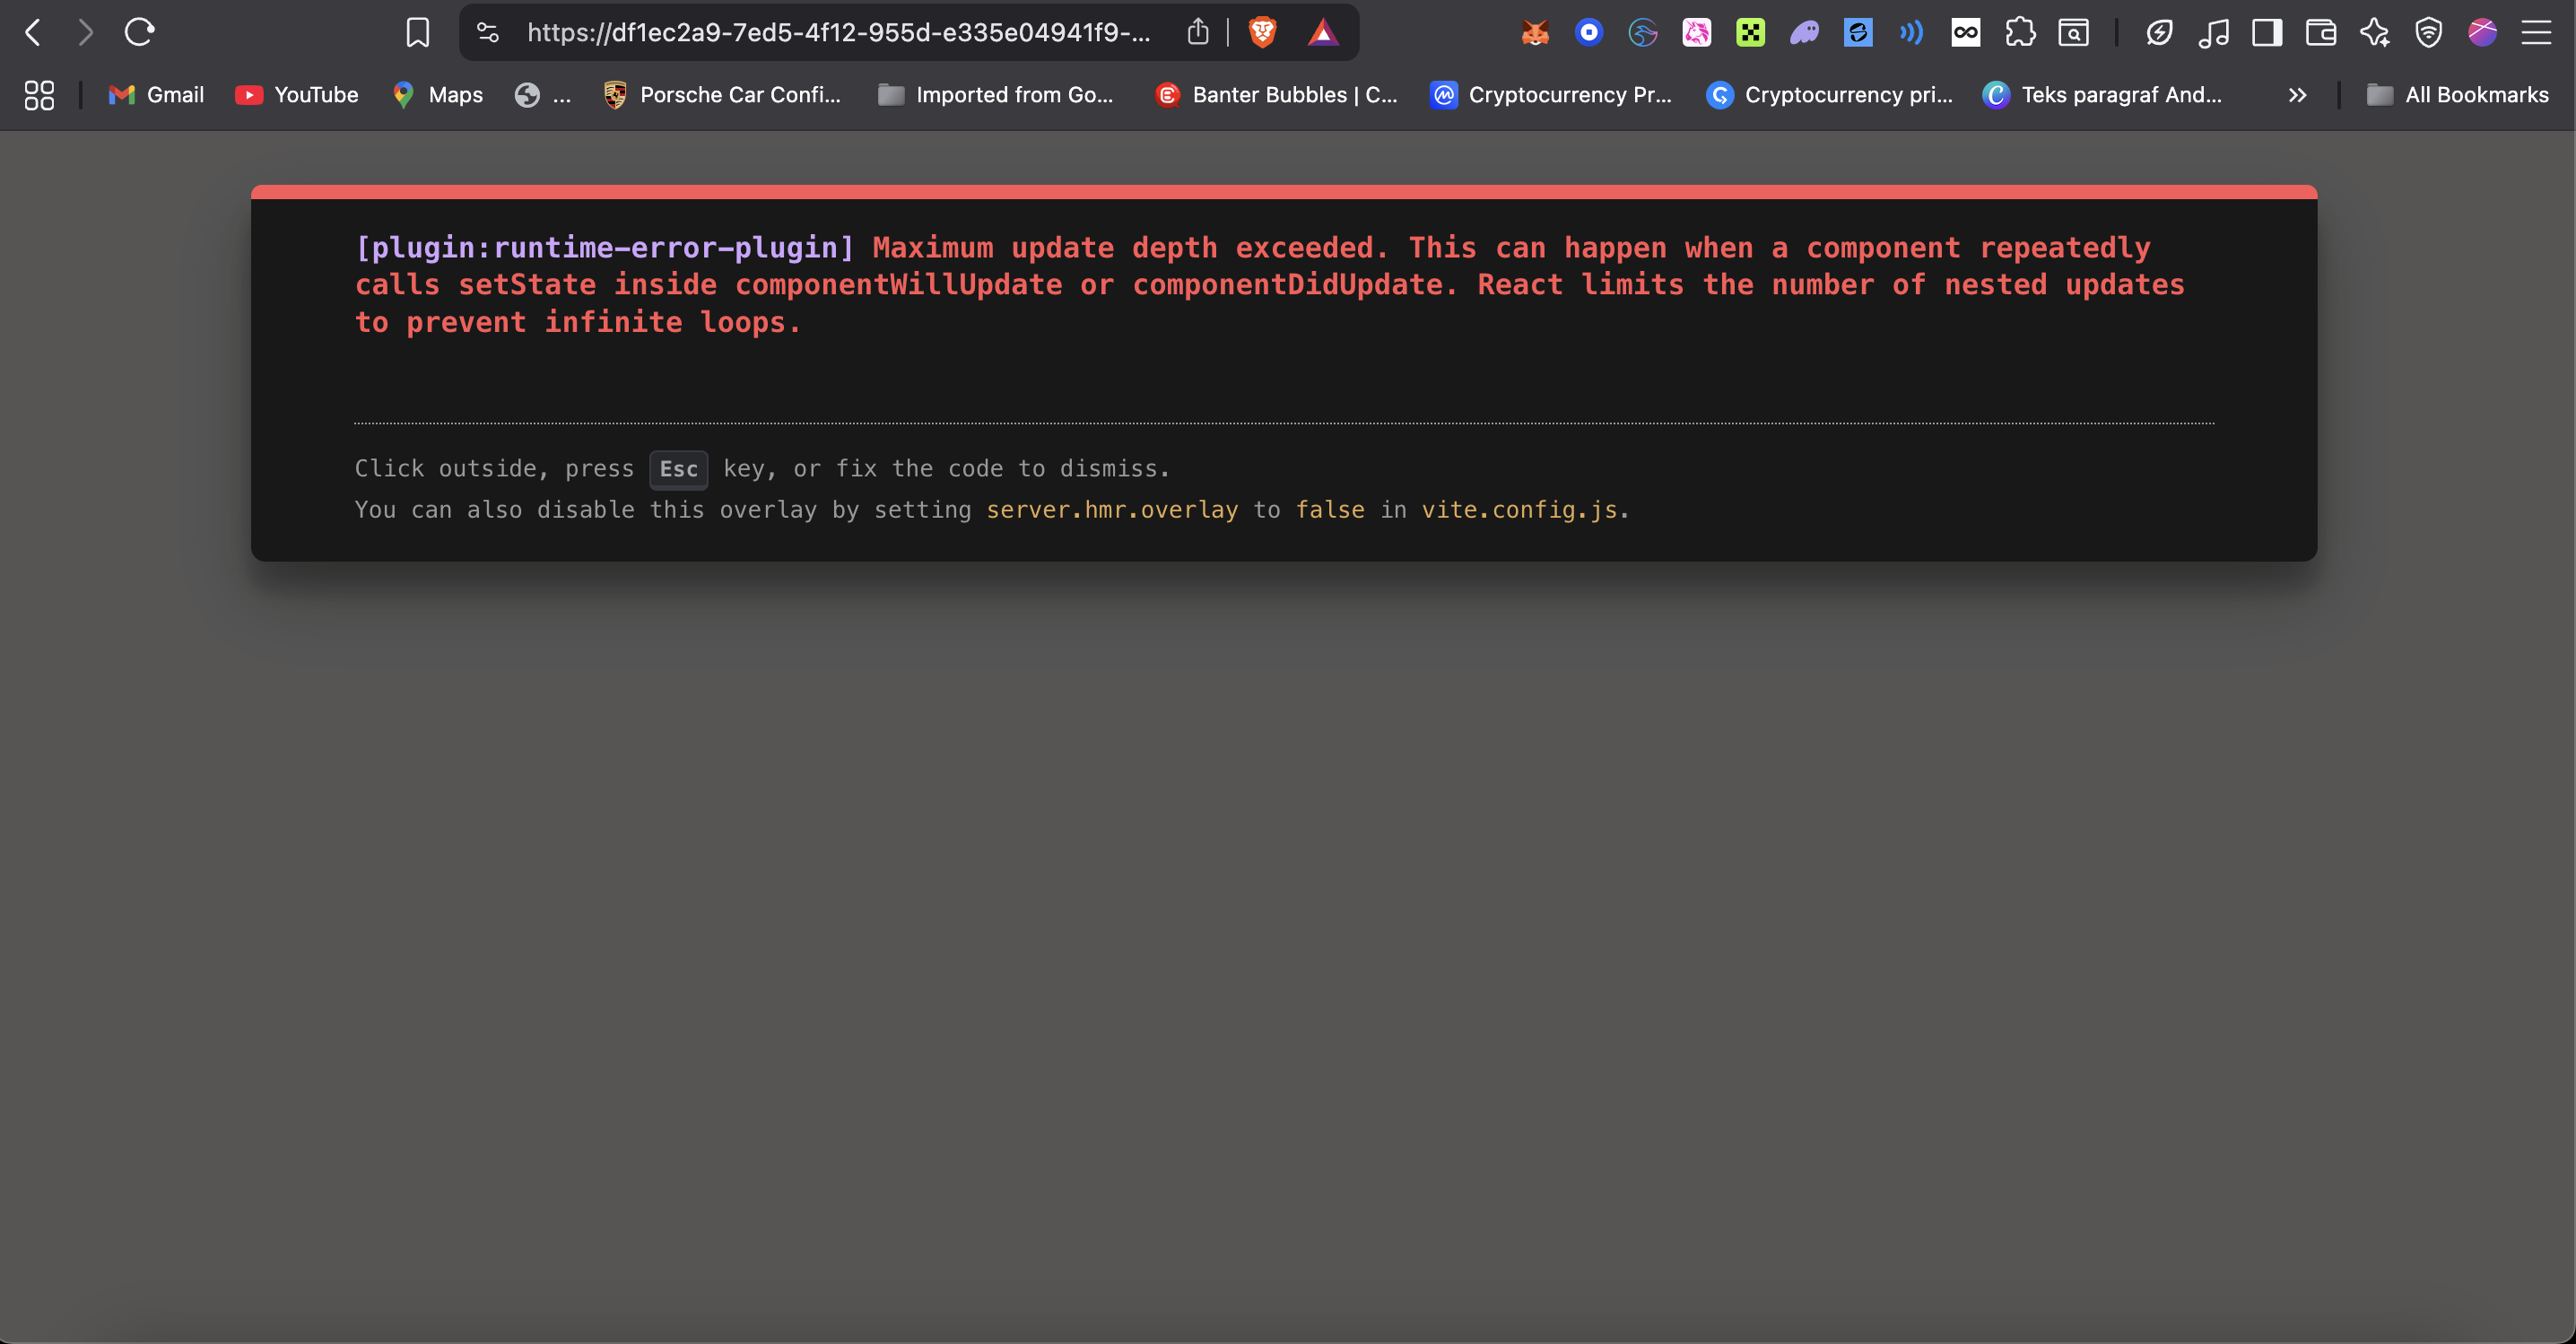 https://df1ec2a9-7ed5-4f12-955d-e335e04941f9-...
Gmail YouTube Maps ... Porsche Car Confi... Imported from Go... Banter Bubbles | C... Cryptocurrency Pr... Cryptocurrency pri... Teks paragraf And... » All Bookmarks
[plugin:runtime-error-plugin] Maximum update depth exceeded. This can happen when a component repeatedly
calls setState inside componentWillUpdate or componentDidUpdate. React limits the number of nested updates
to prevent infinite loops.
Click outside, press Esc key, or fix the code to dismiss.
You can also disable this overlay by setting server.hmr.overlay to false in vite.config.js.